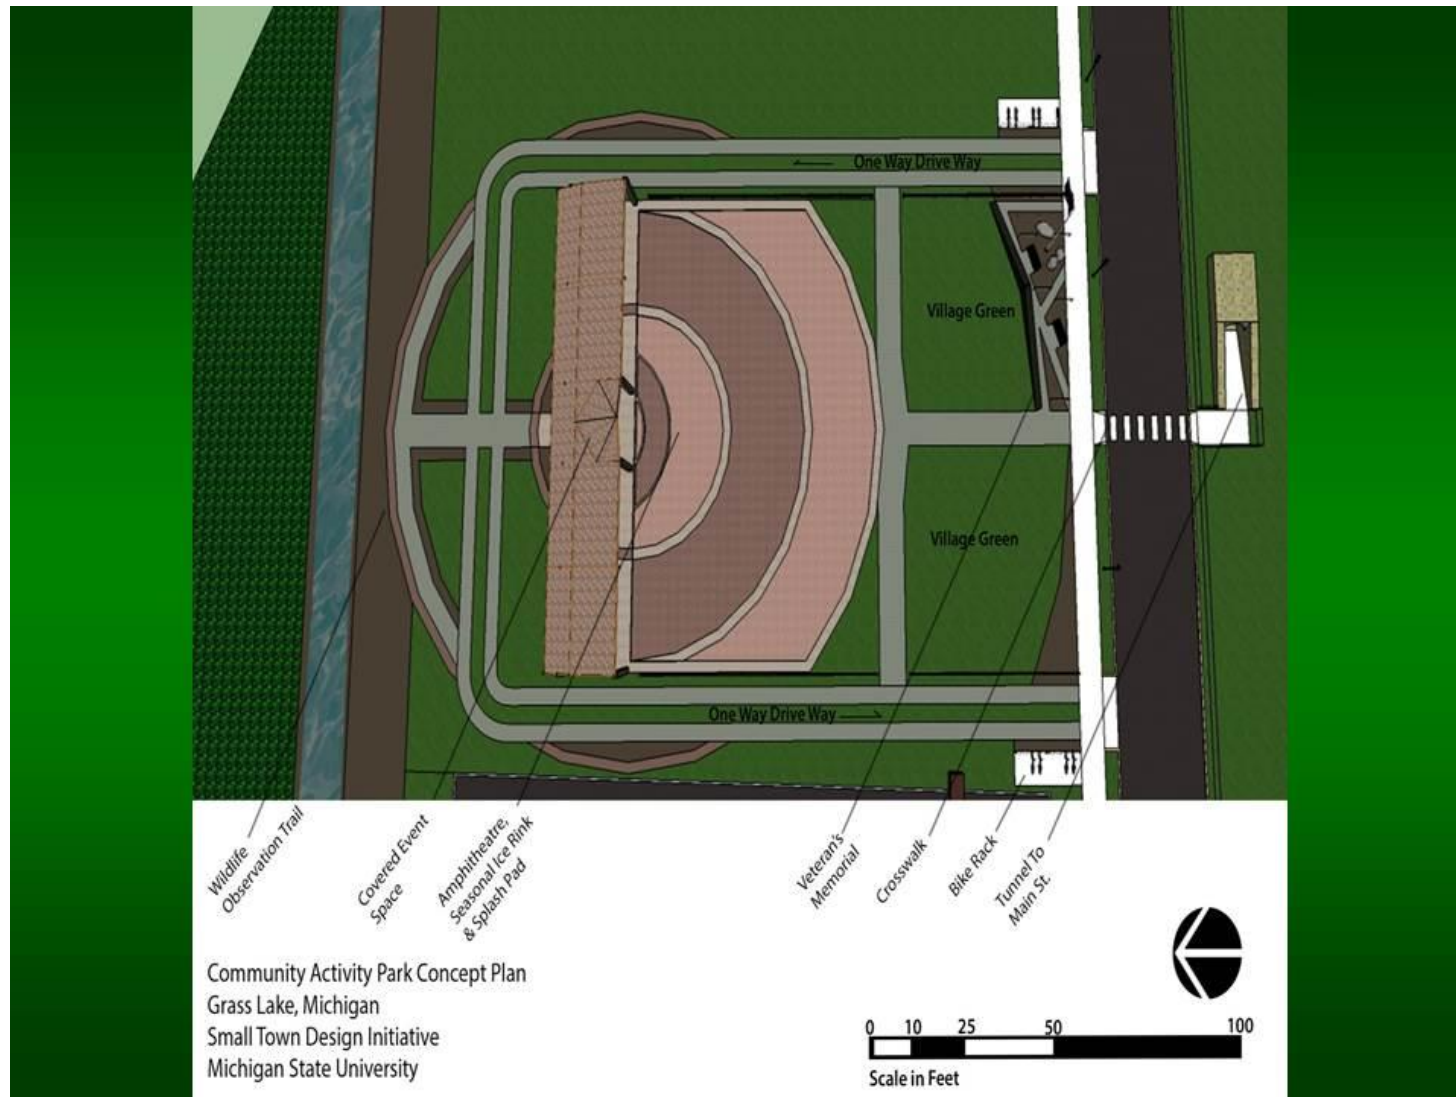 One Way Drive Way
Village Green
Village Green
One Way Drive Way
Wildlife
Observation Trail
Covered Event
Space
Amphitheatre,
Seasonal Ice Rink
& Splash Pad
Veteran's
Memorial
Crosswalk
Bike Rack
Tunnel To
Main St.
Community Activity Park Concept Plan
Grass Lake, Michigan
Small Town Design Initiative
Michigan State University
0 10 25 50 100
Scale in Feet